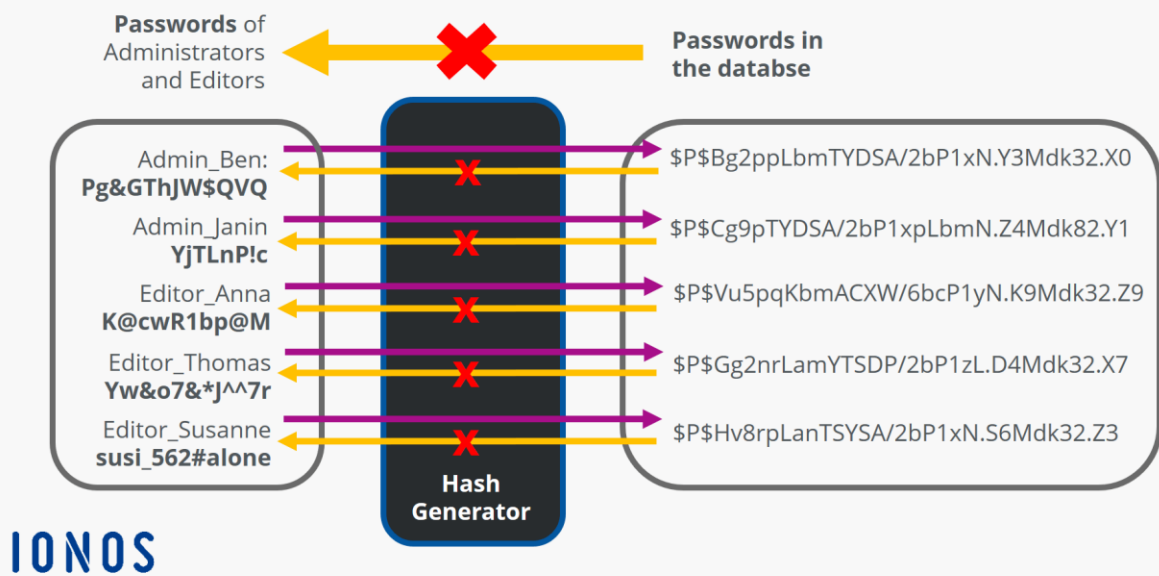 Passwords of
Administrators
and Editors
Passwords in
the databse
Admin_Ben:
Pg&GThJW$QVQ
$P$Bg2ppLbmTYDSA/2bP1xN.Y3Mdk32.X0
Admin_Janin
YjTLnP!c
$P$Cg9pTYDSA/2bP1xpLbmN.Z4Mdk82.Y1
Editor_Anna
K@cwR1bp@M
$P$Vu5pqKbmACXW/6bcP1yN.K9Mdk32.Z9
Editor_Thomas
Yw&o7&*J^^7r
$P$Gg2nrLamYTSDP/2bP1zL.D4Mdk32.X7
Editor_Susanne
susi_562#alone
$P$Hv8rpLanTSYSA/2bP1xN.S6Mdk32.Z3
Hash
Generator
IONOS